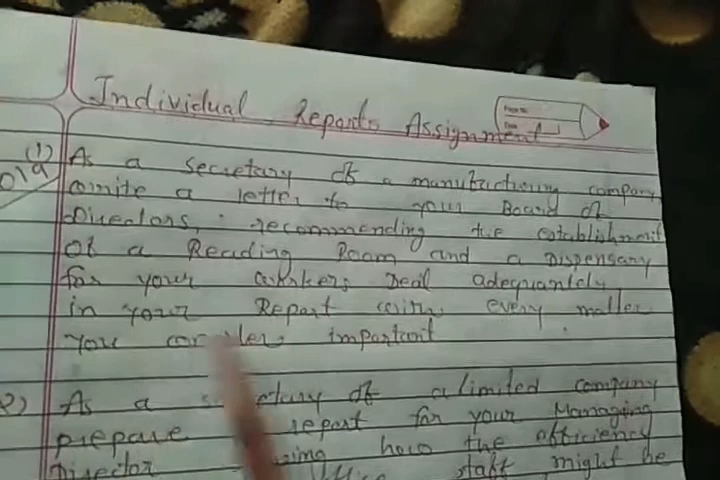 Individual Reports Assignment
(1) As a secretary of a manufacturing company
write a letter to your Board of
Directors, recommending the establishment
of a Reading Room and a Dispensary
for your workers Deal adequantely
in your Report with every matter
you important
2) As a of a limited company
prepare report for your Managing
Director how the efficiency
staff might be